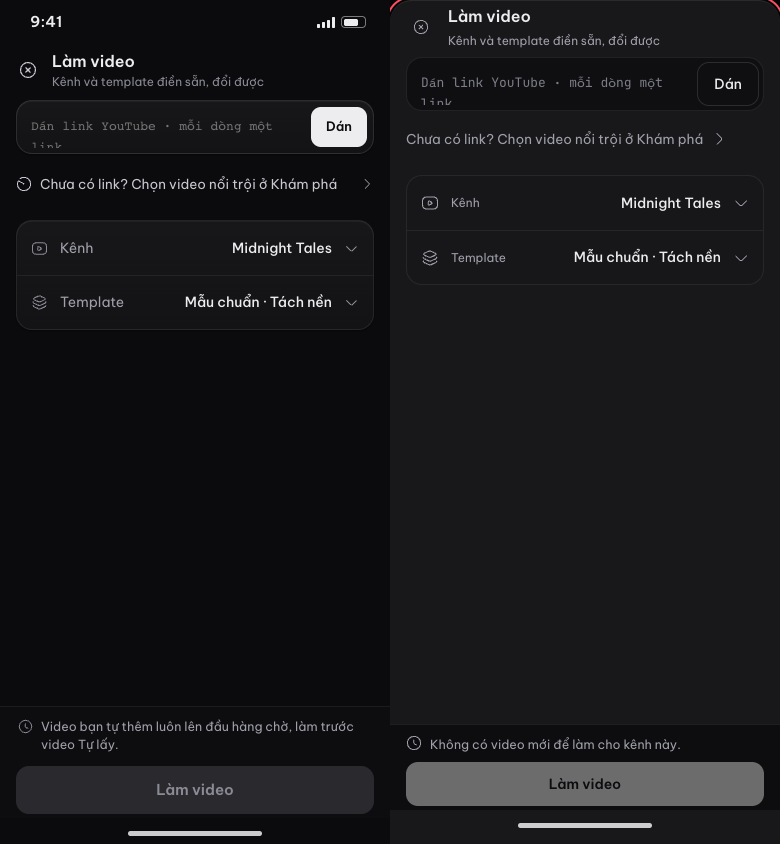 9:41
Làm video
Kênh và template điền sẵn, đổi được
Dán link YouTube · mỗi dòng một
link
Dán
Chưa có link? Chọn video nổi trội ở Khám phá
Kênh
Midnight Tales
Template
Mẫu chuẩn · Tách nền
Video bạn tự thêm luôn lên đầu hàng chờ, làm trước
video Tự lấy.
Làm video
Làm video
Kênh và template điền sẵn, đổi được
Dán link YouTube · mỗi dòng một
link
Dán
Chưa có link? Chọn video nổi trội ở Khám phá
Kênh
Midnight Tales
Template
Mẫu chuẩn · Tách nền
Không có video mới để làm cho kênh này.
Làm video